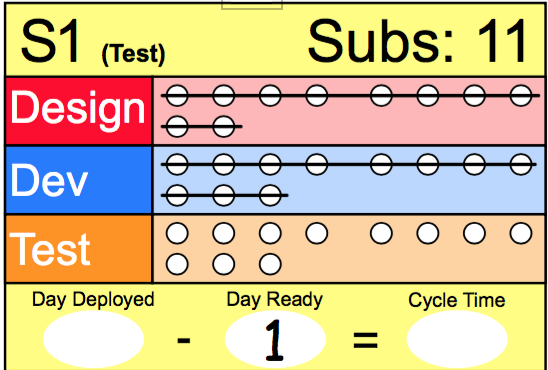 S1 (Test) Subs: 11
Design
Dev
Test
Day Deployed Day Ready Cycle Time
- 1 =